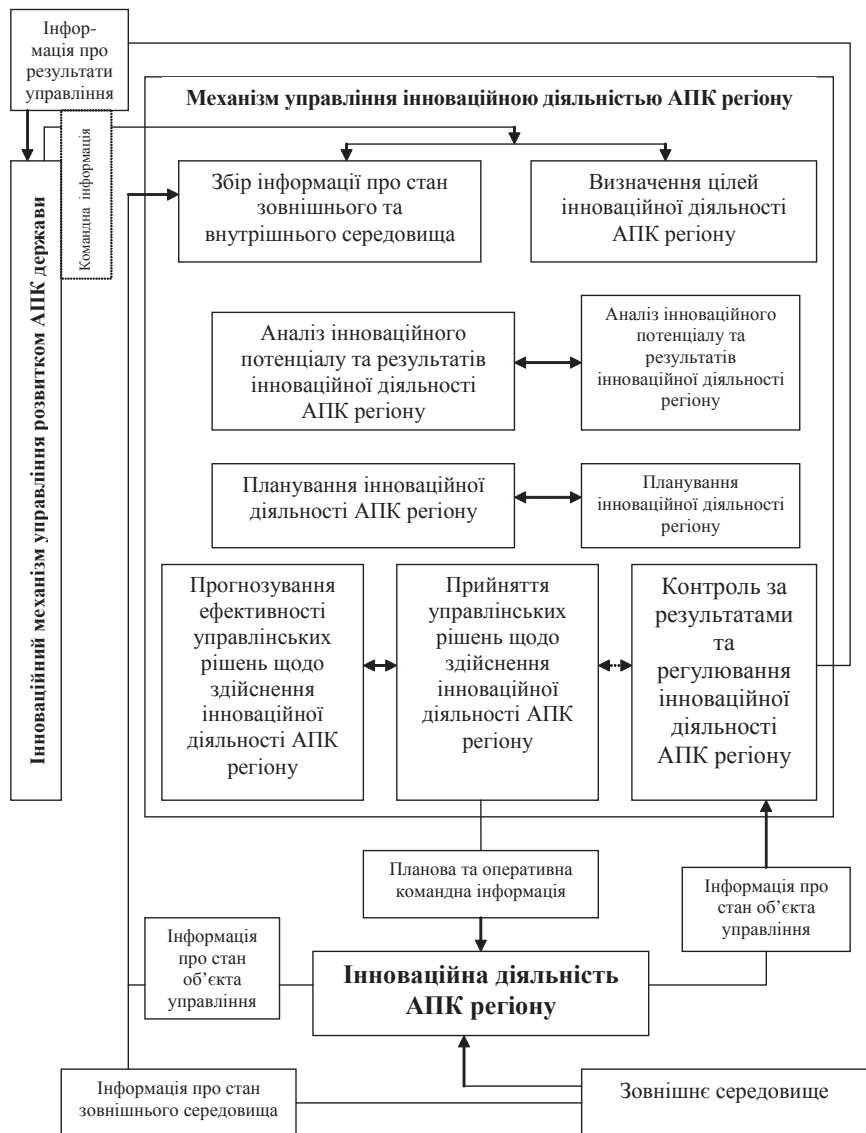 Інфор-
мація про
результати
управління
Механізм управління інноваційною діяльністю АПК регіону
Командна інформація
Інноваційний механізм управління розвитком АПК держави
Збір інформації про стан
зовнішнього та
внутрішнього середовища
Визначення цілей
інноваційної діяльності
АПК регіону
Аналіз інноваційного
потенціалу та результатів
інноваційної діяльності
АПК регіону
Аналіз інноваційного
потенціалу та
результатів
інноваційної діяльності
регіону
Планування інноваційної
діяльності АПК регіону
Планування
інноваційної діяльності
регіону
Прогнозування
ефективності
управлінських
рішень щодо
здійснення
інноваційної
діяльності АПК
регіону
Прийняття
управлінських
рішень щодо
здійснення
інноваційної
діяльності АПК
регіону
Контроль за
результатами
та
регулювання
інноваційної
діяльності
АПК регіону
Планова та оперативна
командна інформація
Інформація про
стан об’єкта
управління
Інформація
про стан
об’єкта
управління
Інноваційна діяльність
АПК регіону
Інформація про стан
зовнішнього середовища
Зовнішнє середовище